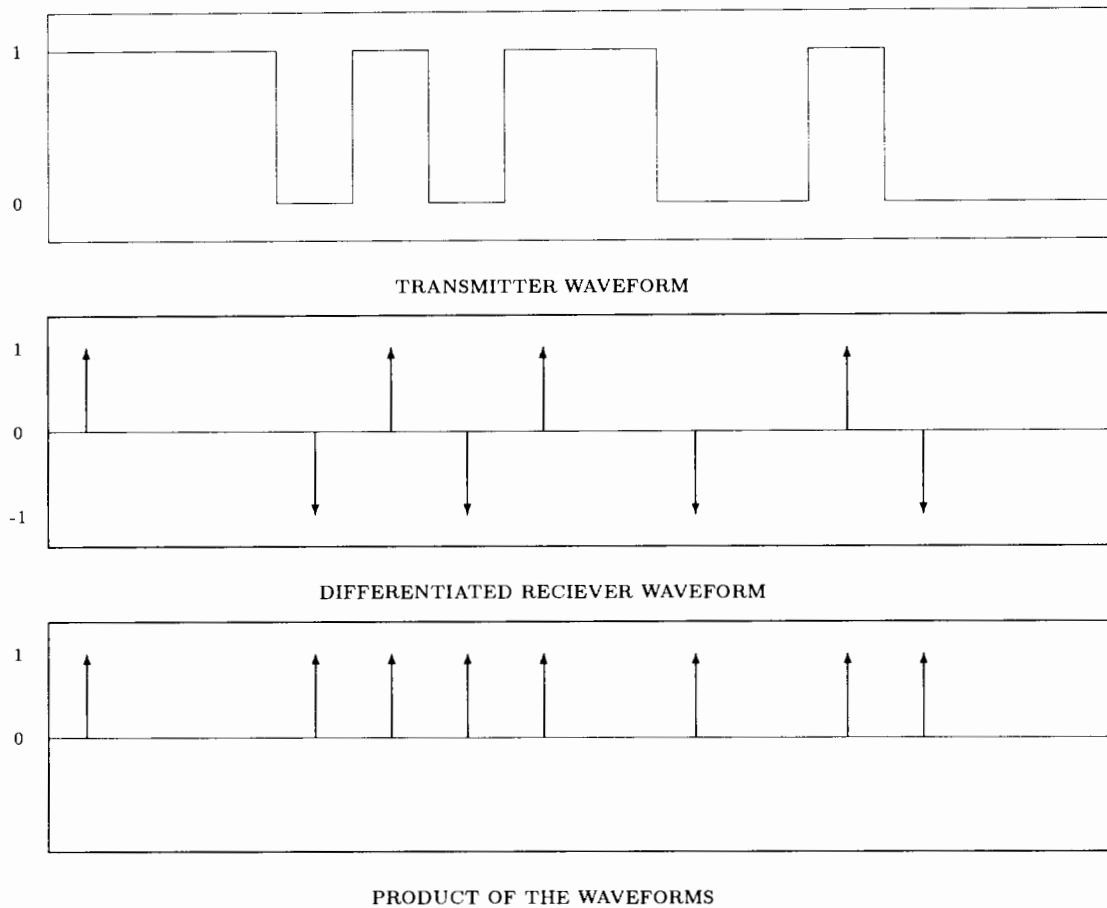 1
0
TRANSMITTER WAVEFORM
1
0
-1
DIFFERENTIATED RECIEVER WAVEFORM
1
0
PRODUCT OF THE WAVEFORMS